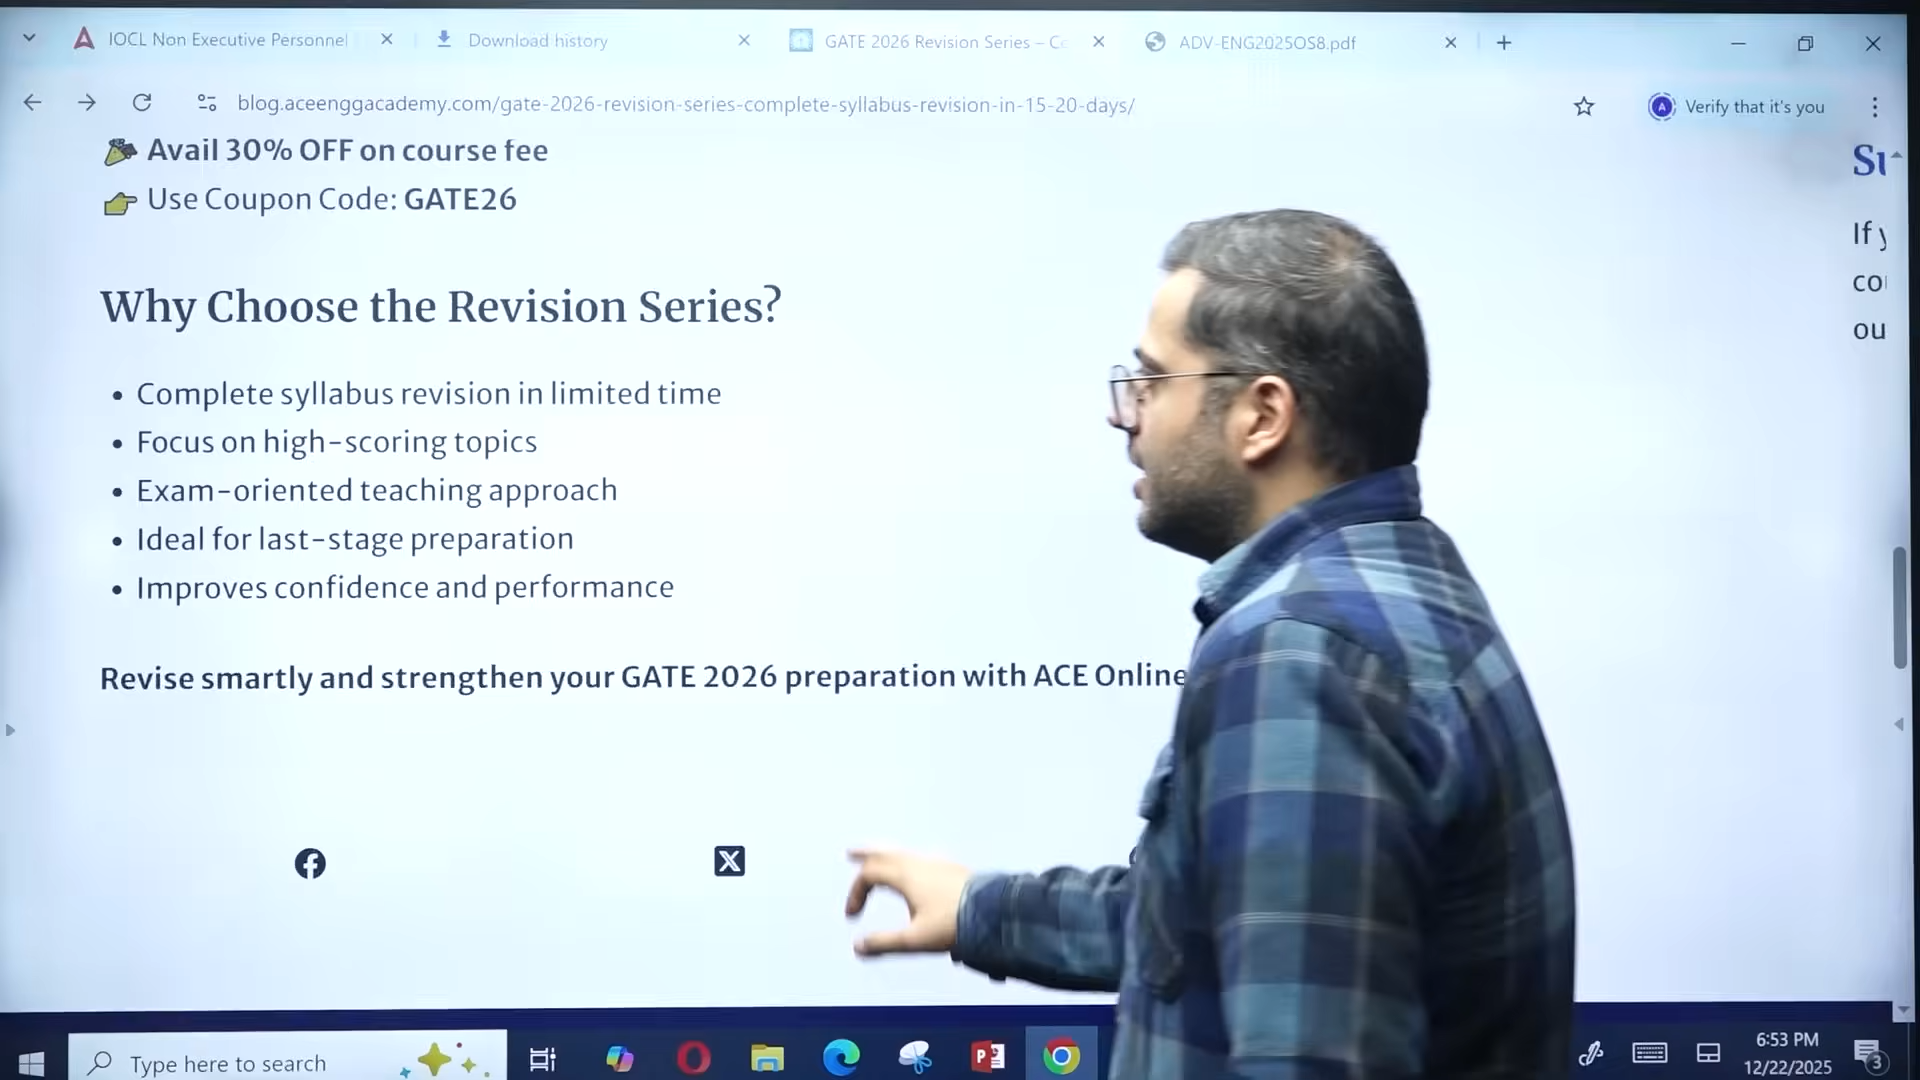 IOCL Non Executive Personnel
Download history
GATE 2026 Revision Series – Co
ADV-ENG2025OS8.pdf
blog.aceenggacademy.com/gate-2026-revision-series-complete-syllabus-revision-in-15-20-days/
Verify that it's you
Avail 30% OFF on course fee
Use Coupon Code: GATE26
Why Choose the Revision Series?
• Complete syllabus revision in limited time
• Focus on high-scoring topics
• Exam-oriented teaching approach
• Ideal for last-stage preparation
• Improves confidence and performance
Revise smartly and strengthen your GATE 2026 preparation with ACE Online
If
ou
Type here to search
6:53 PM
12/22/2025
3